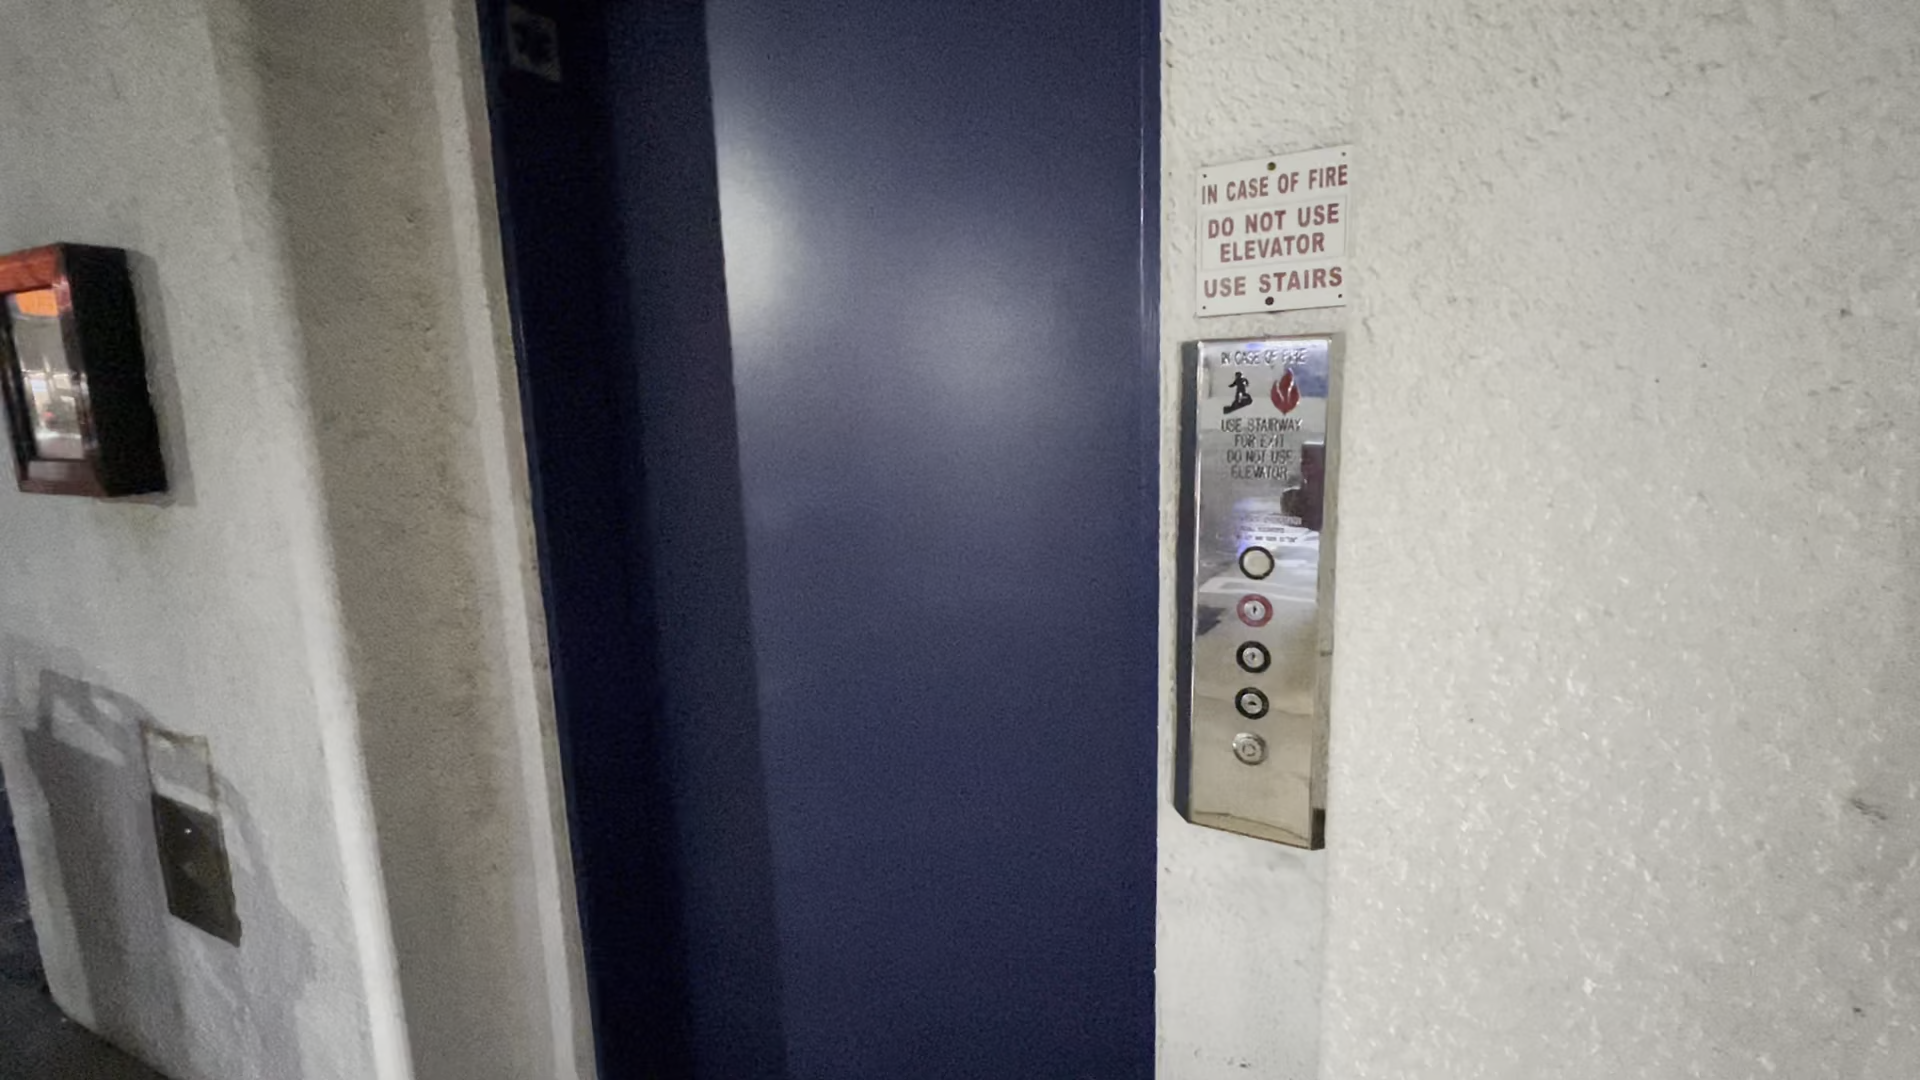 IN CASE OF FIRE
DO NOT USE
ELEVATOR
USE STAIRS
IN CASE OF FIRE
USE STAIRWAY
FOR EXIT
DO NOT USE
ELEVATOR